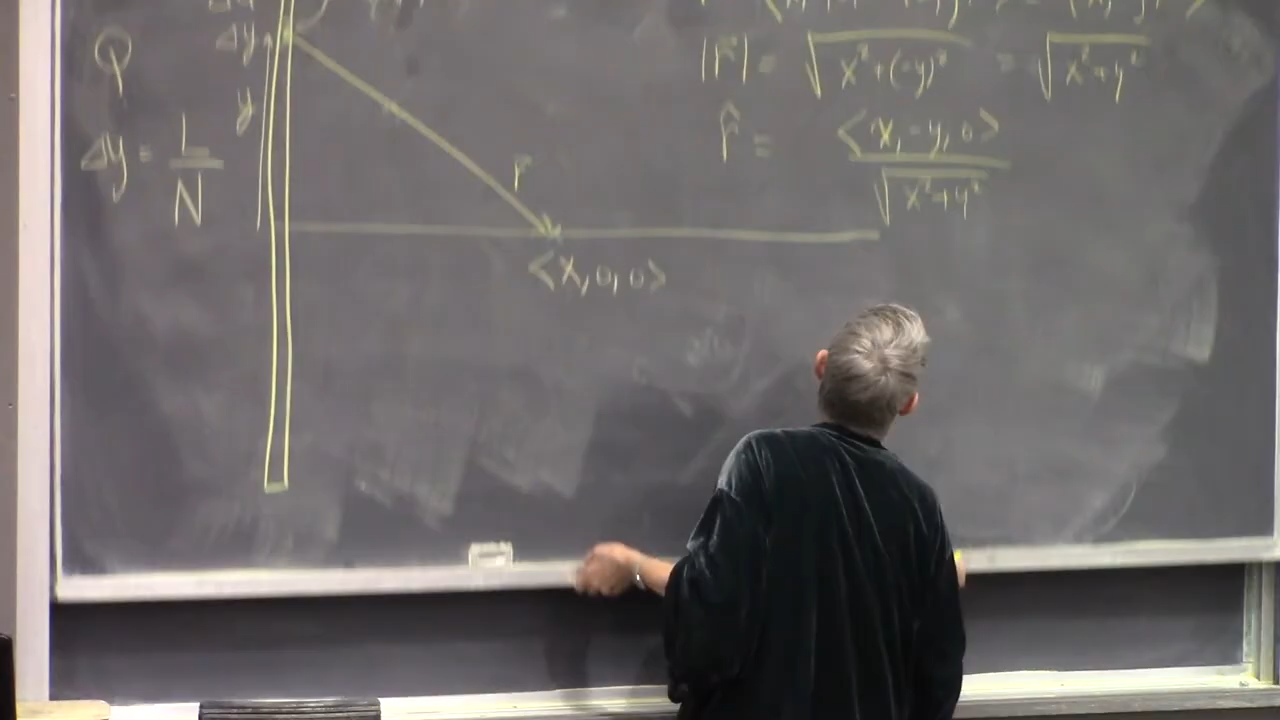 Q
Δy
y
Δy = L/N
r
<x, 0, 0>
|r⃗| = √(x²+(-y)²) = √(x²+y²)
r̂ = <x, -y, 0>/√(x²+y²)